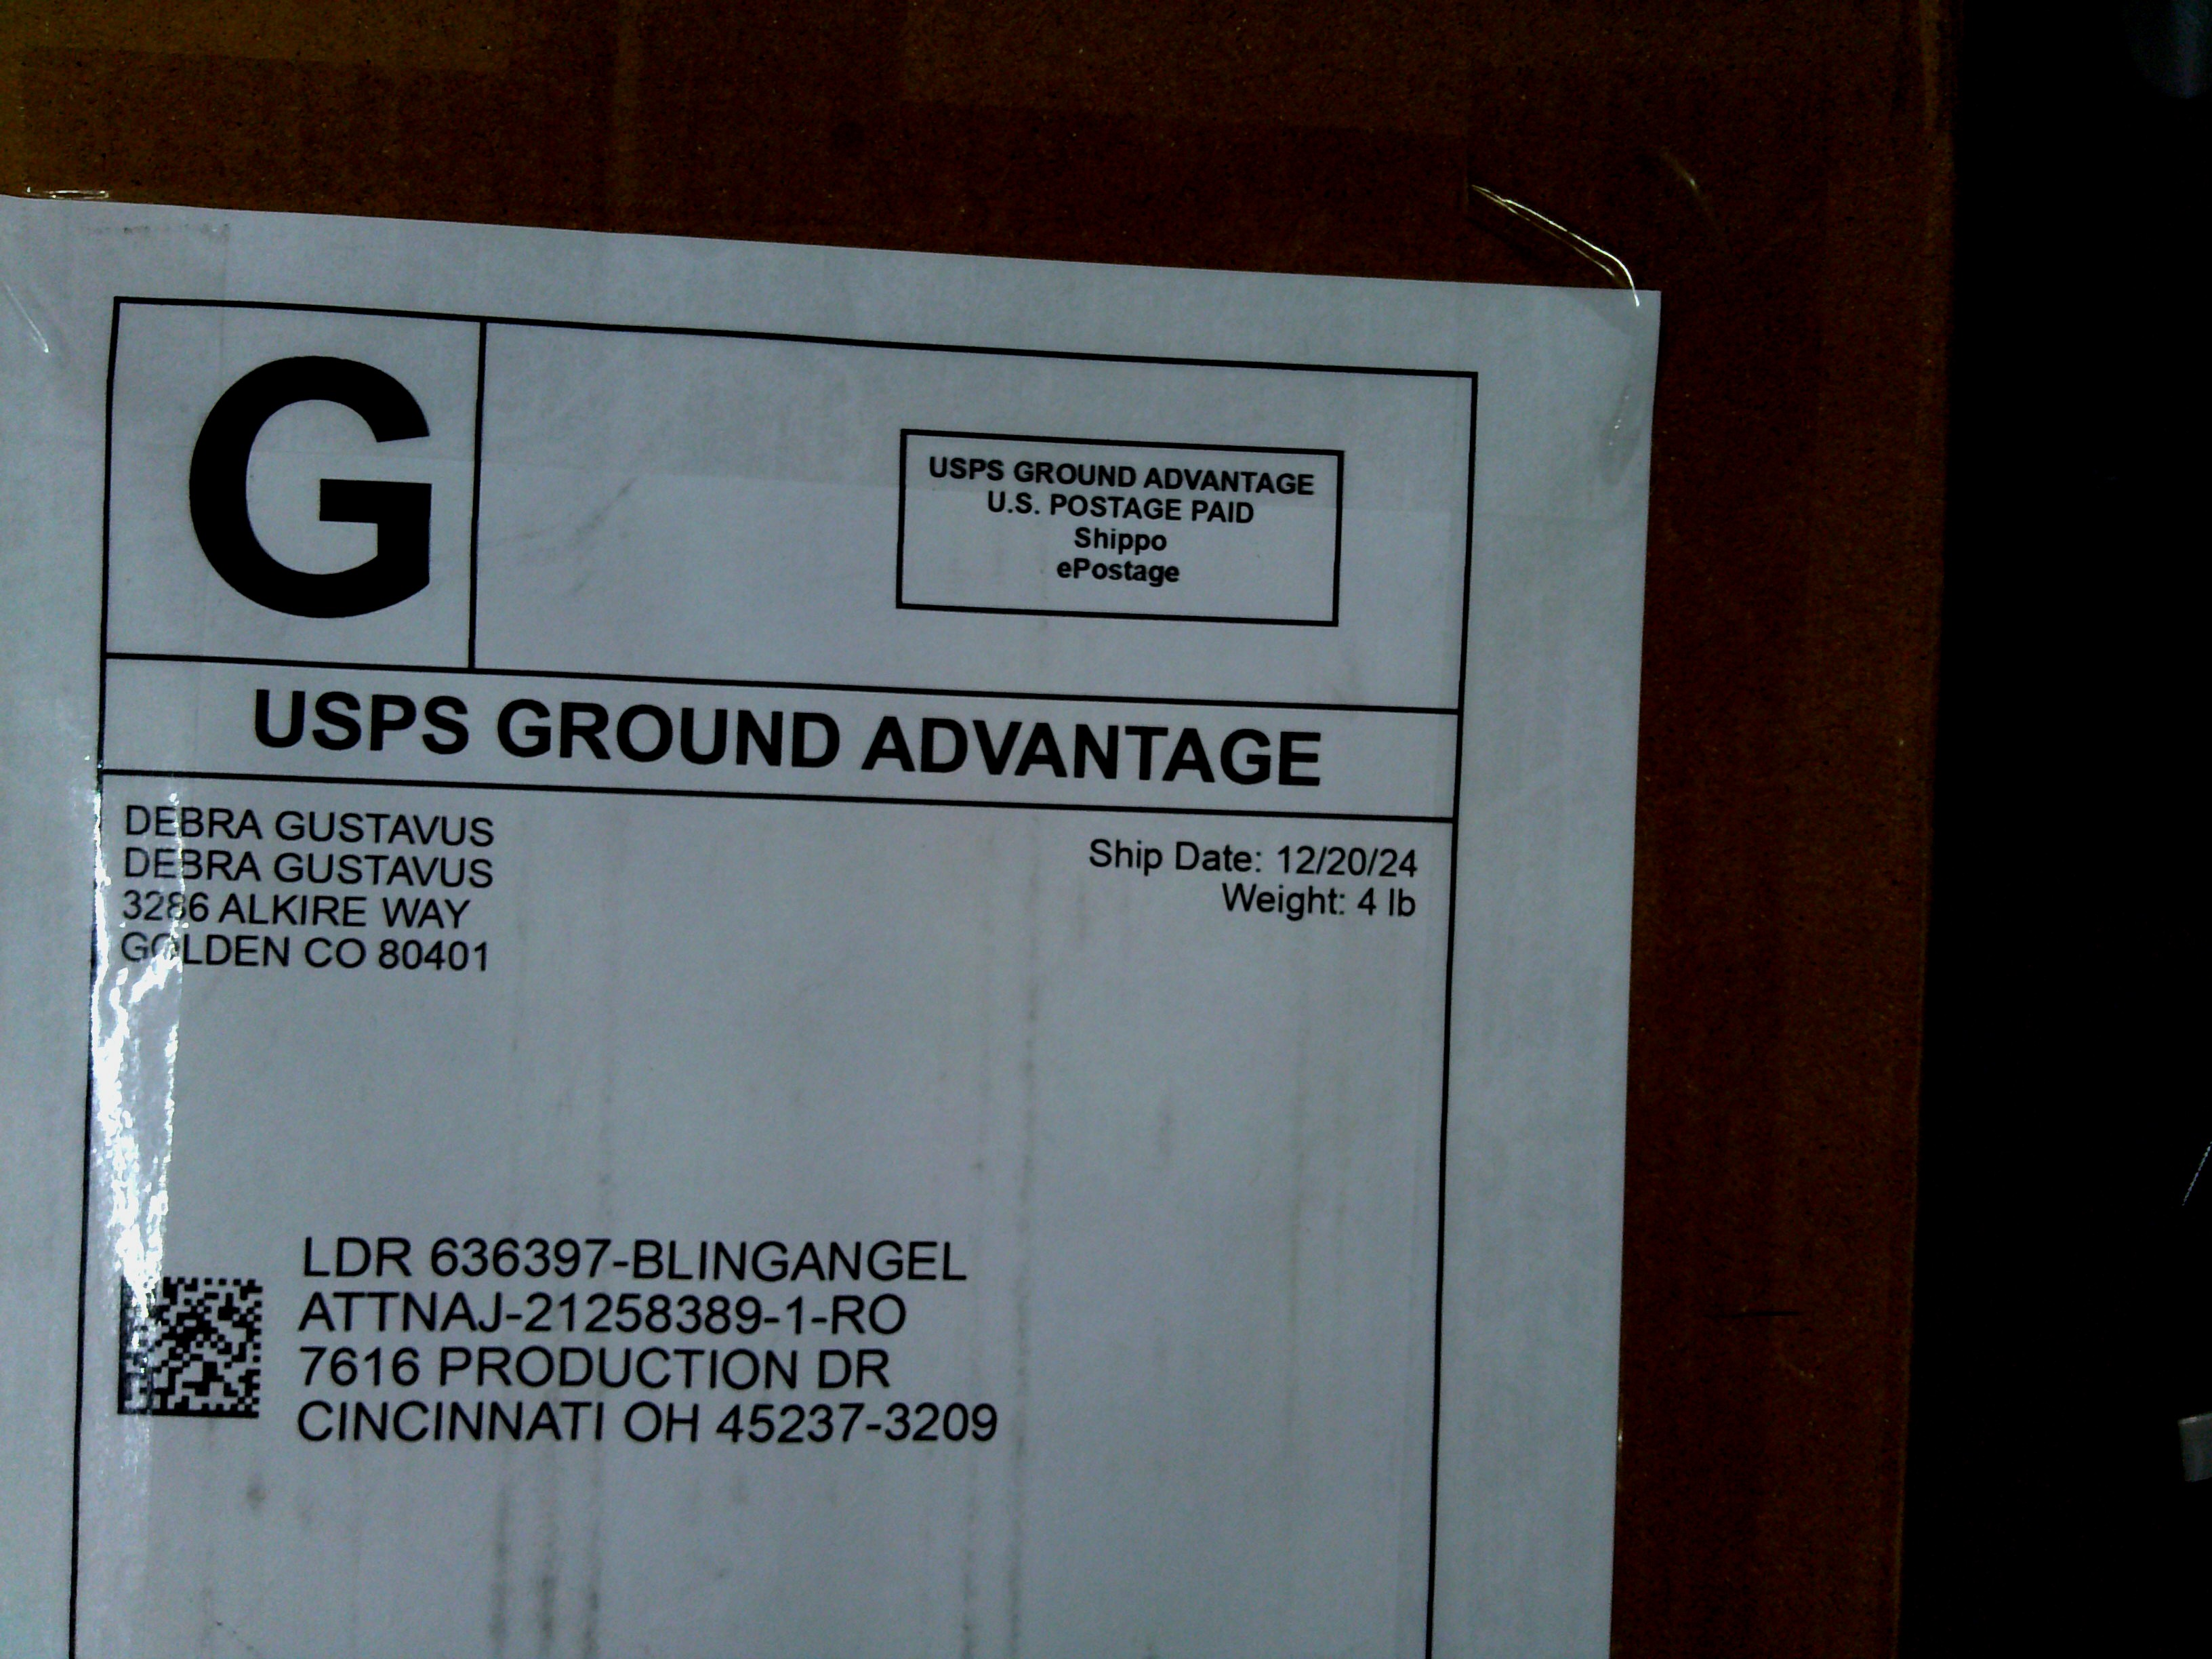 G
USPS GROUND ADVANTAGE
U.S. POSTAGE PAID
Shippo
ePostage
USPS GROUND ADVANTAGE
DEBRA GUSTAVUS
DEBRA GUSTAVUS
3286 ALKIRE WAY
GOLDEN CO 80401
Ship Date: 12/20/24
Weight: 4 lb
LDR 636397-BLINGANGEL
ATTNAJ-21258389-1-RO
7616 PRODUCTION DR
CINCINNATI OH 45237-3209